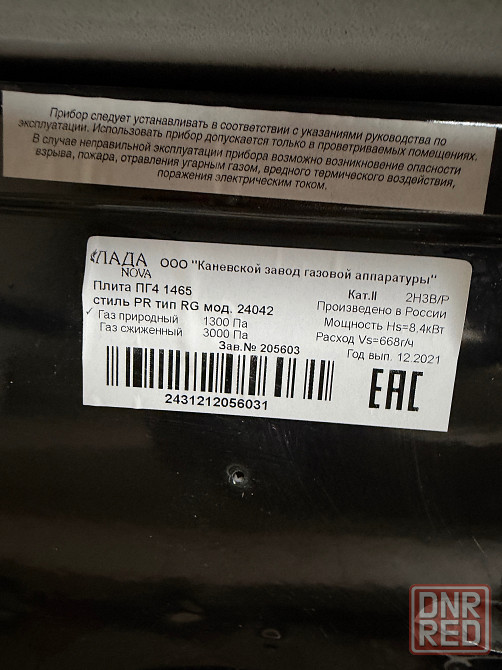 Прибор следует устанавливать в соответствии с указаниями руководства по
эксплуатации. Использовать прибор допускается только в проветриваемых помещениях.
В случае неправильной эксплуатации прибора возможно возникновение опасности
взрыва, пожара, отравления угарным газом, вредного термического воздействия,
поражения электрическим током.
ЛАДА ООО "Каневской завод газовой аппаратуры"
NOVA
Плита ПГ4 1465 Кат.II 2H3B/P
стиль PR тип RG мод. 24042 Произведено в России
✓ Газ природный 1300 Па Мощность Hs=8,4кВт
Газ сжиженный 3000 Па Расход Vs=668г/ч
Зав.№ 205603 Год вып. 12.2021
2431212056031
EAC
DNR
RED